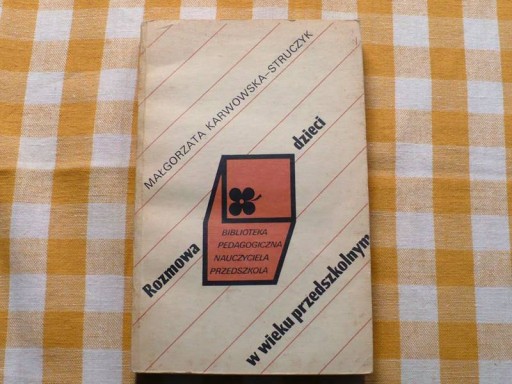 MAŁGORZATA KARWOWSKA-STRUCZYK
Rozmowa
dzieci
w wieku przedszkolnym
BIBLIOTEKA
PEDAGOGICZNA
NAUCZYCIELA
PRZEDSZKOLA